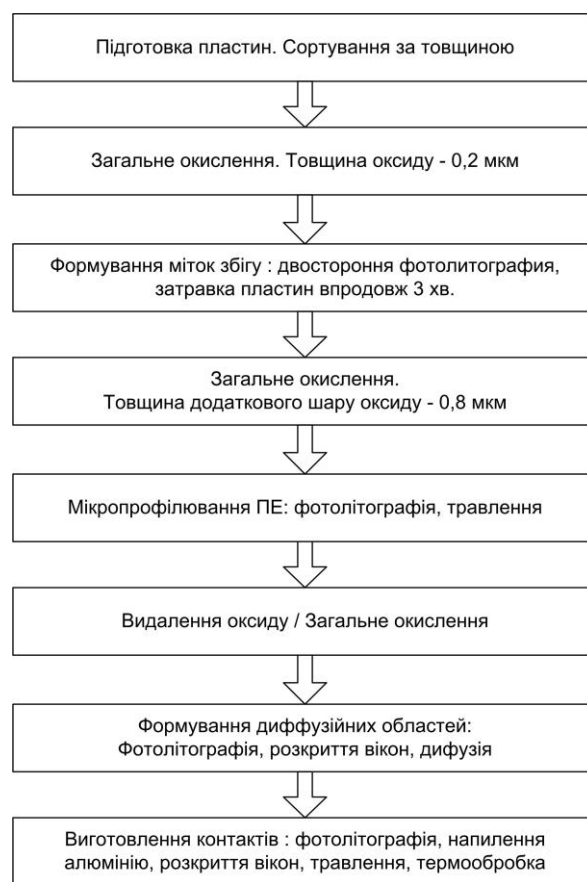 Підготовка пластин. Сортування за товщиною
Загальне окислення. Товщина оксиду - 0,2 мкм
Формування міток збігу : двостороння фотолитография,
затравка пластин впродовж 3 хв.
Загальне окислення.
Товщина додаткового шару оксиду - 0,8 мкм
Мікропрофілювання ПЕ: фотолітографія, травлення
Видалення оксиду / Загальне окислення
Формування диффузійних областей:
Фотолітографія, розкриття вікон, дифузія
Виготовлення контактів : фотолітографія, напилення
алюмінію, розкриття вікон, травлення, термообробка